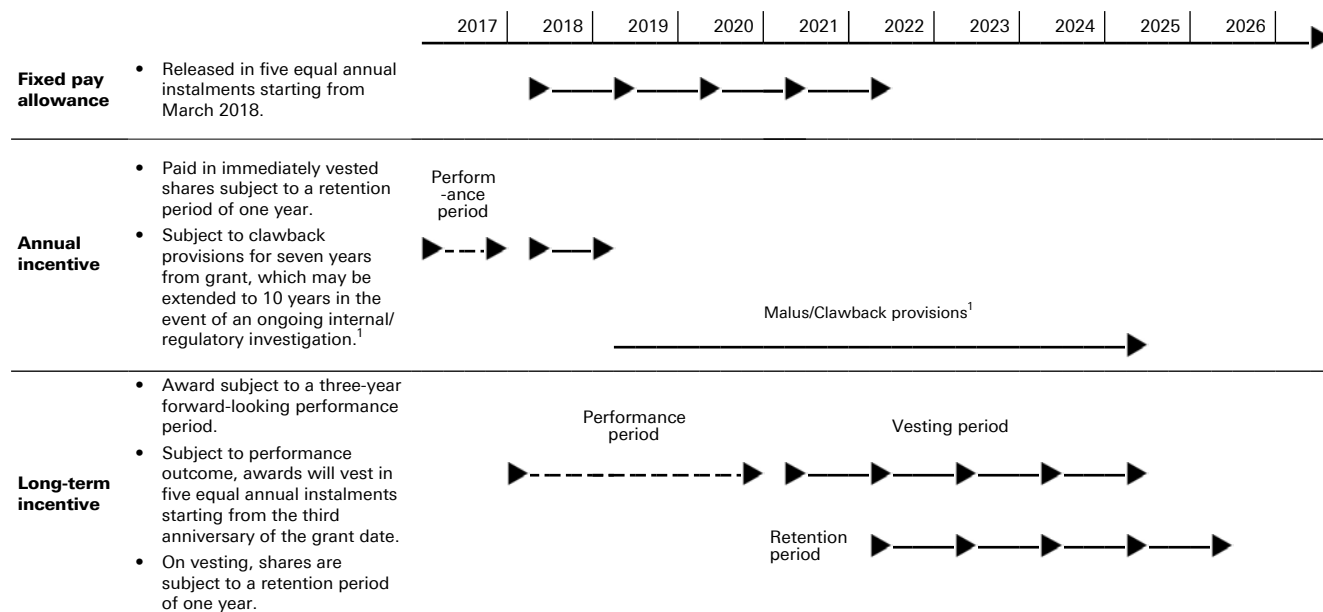 2017 2018 2019 2020 2021 2022 2023 2024 2025 2026
Fixed pay
allowance
• Released in five equal annual
instalments starting from
March 2018.
Annual
incentive
• Paid in immediately vested
shares subject to a retention
period of one year.
• Subject to clawback
provisions for seven years
from grant, which may be
extended to 10 years in the
event of an ongoing internal/
regulatory investigation.1
Perform
-ance
period
Malus/Clawback provisions1
Long-term
incentive
• Award subject to a three-year
forward-looking performance
period.
• Subject to performance
outcome, awards will vest in
five equal annual instalments
starting from the third
anniversary of the grant date.
• On vesting, shares are
subject to a retention period
of one year.
Performance
period
Vesting period
Retention
period